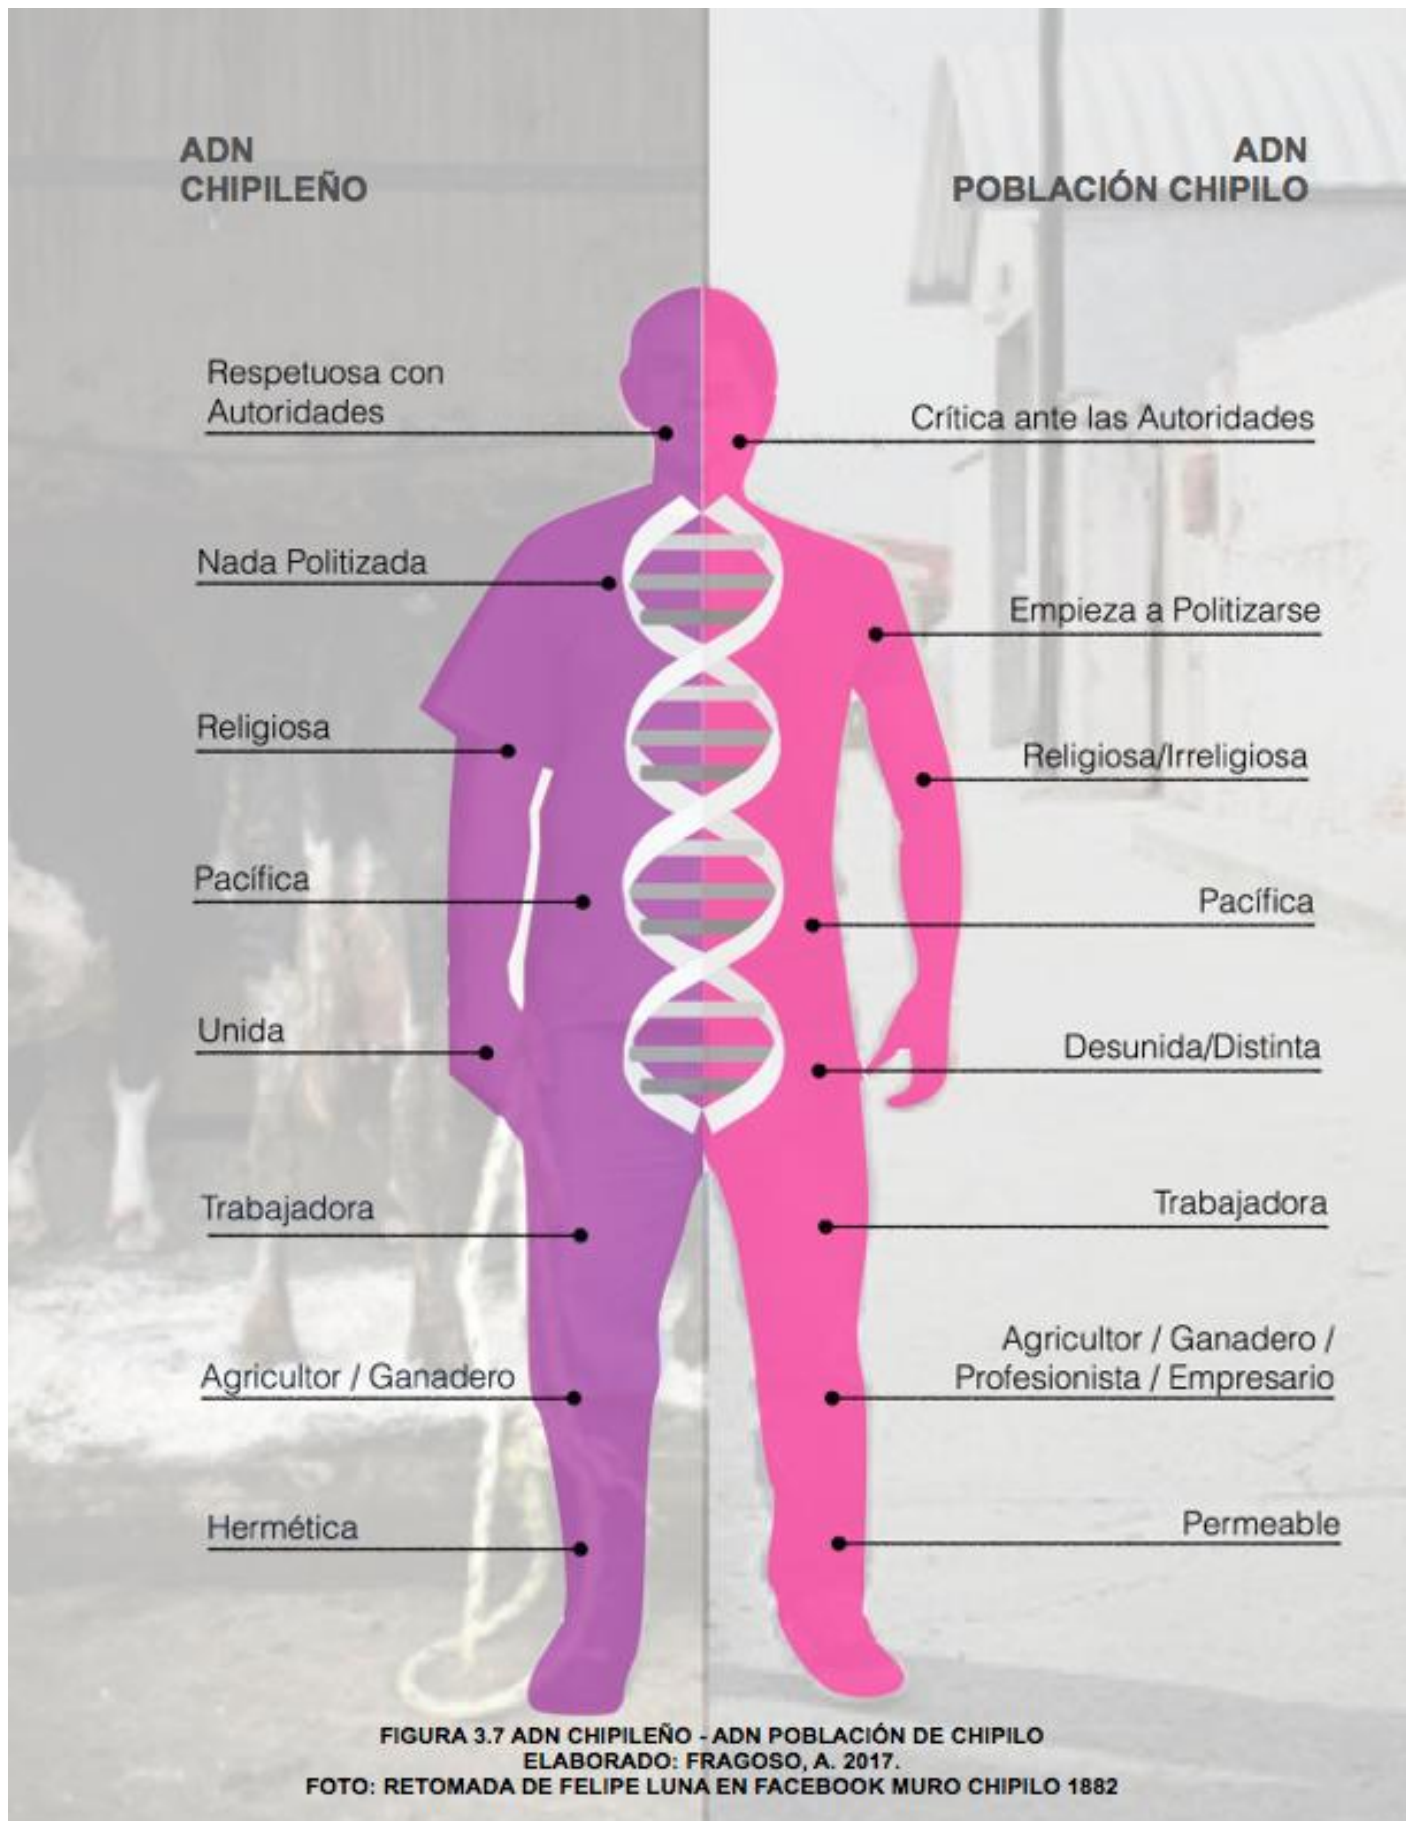 ADN
CHIPILEÑO
ADN
POBLACIÓN CHIPILO
Respetuosa con
Autoridades
Crítica ante las Autoridades
Nada Politizada
Empieza a Politizarse
Religiosa
Religiosa/Irreligiosa
Pacífica
Pacífica
Unida
Desunida/Distinta
Trabajadora
Trabajadora
Agricultor / Ganadero
Agricultor / Ganadero /
Profesionista / Empresario
Hermética
Permeable
FIGURA 3.7 ADN CHIPILEÑO - ADN POBLACIÓN DE CHIPILO
ELABORADO: FRAGOSO, A. 2017.
FOTO: RETOMADA DE FELIPE LUNA EN FACEBOOK MURO CHIPILO 1882